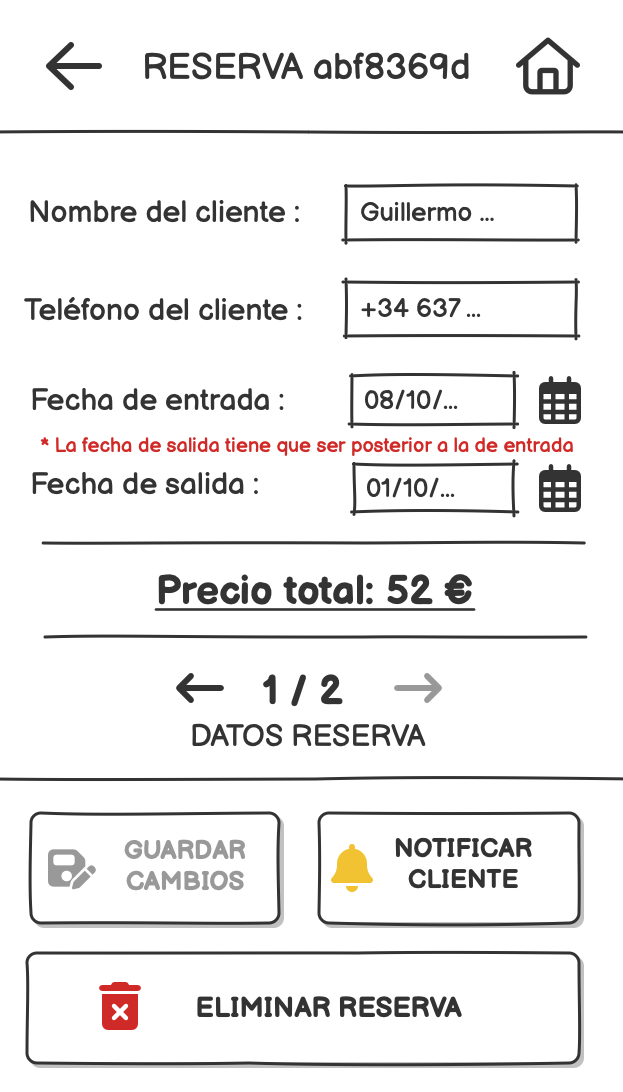 RESERVA abf8369d
Nombre del cliente : Guillermo ...
Teléfono del cliente : +34 637 ...
Fecha de entrada : 08/10/...
* La fecha de salida tiene que ser posterior a la de entrada
Fecha de salida : 01/10/...
Precio total: 52 €
1 / 2
DATOS RESERVA
GUARDAR
CAMBIOS
NOTIFICAR
CLIENTE
ELIMINAR RESERVA